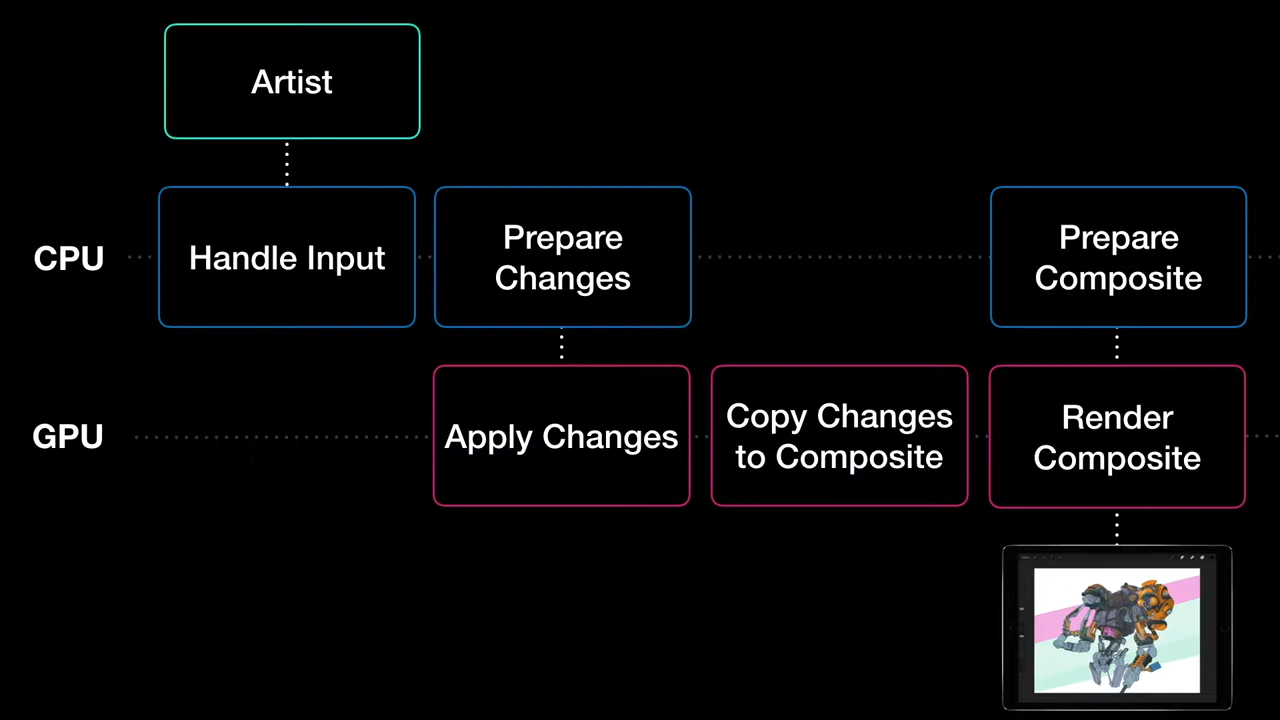 Artist
CPU
Handle Input
Prepare
Changes
Prepare
Composite
GPU
Apply Changes
Copy Changes
to Composite
Render
Composite